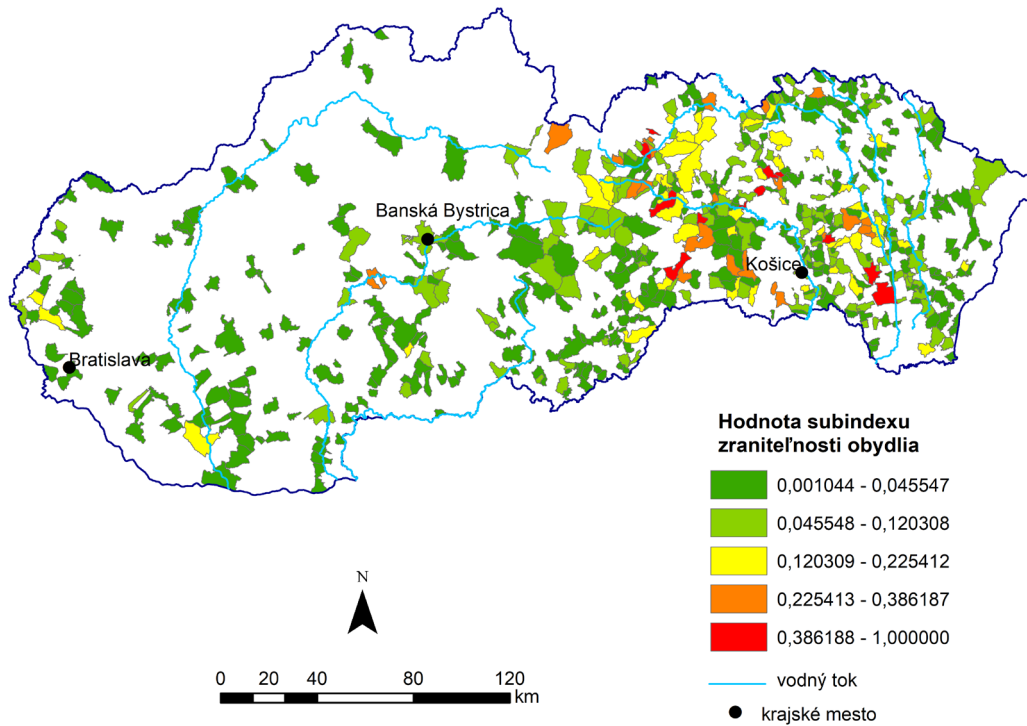 Banská Bystrica
Košice
Bratislava
Hodnota subindexu
zraniteľnosti obydlia
0,001044 - 0,045547
0,045548 - 0,120308
0,120309 - 0,225412
0,225413 - 0,386187
0,386188 - 1,000000
vodný tok
krajské mesto
N
0 20 40 80 120
km